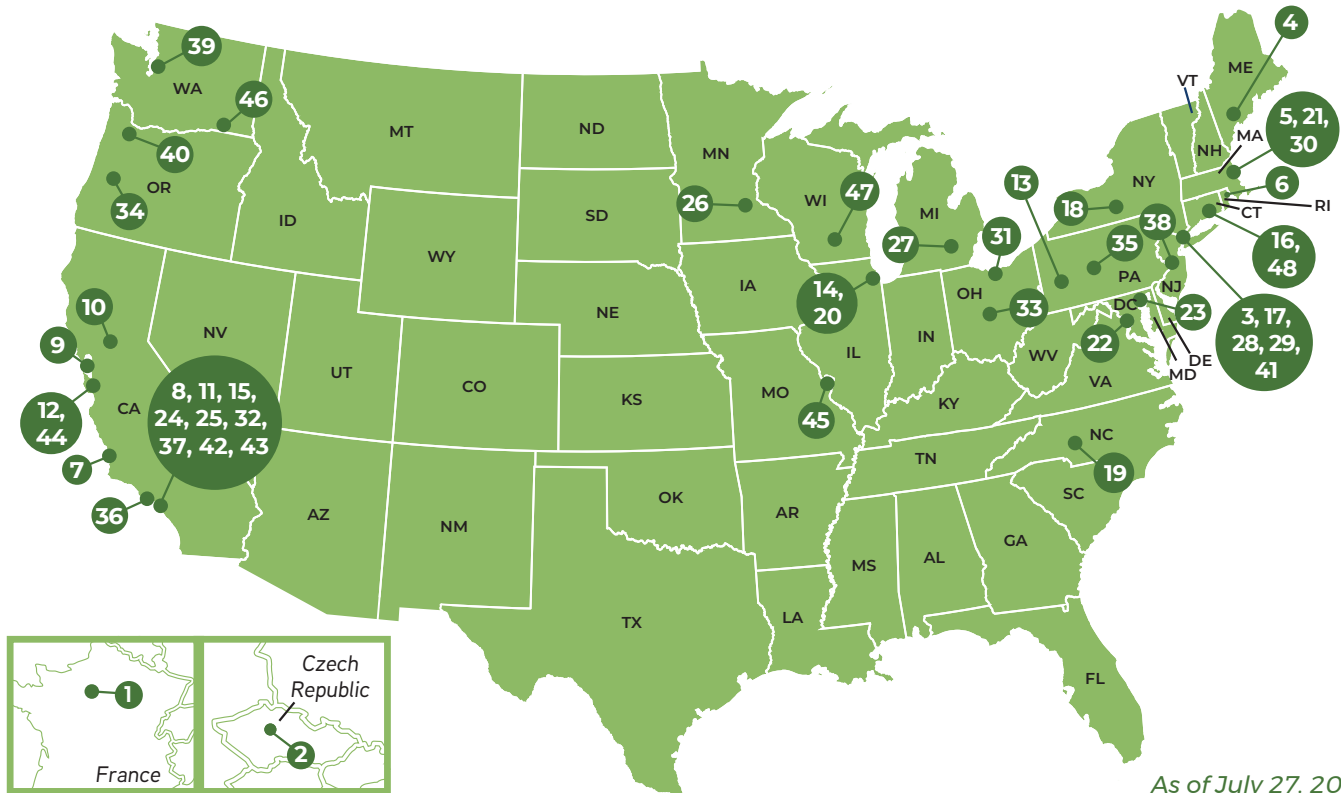 4
39
ME
VT
WA
46
5, 21,
30
MA
MT
ND
MN
NH
40
OR
13
NY
6
47
34
26
WI
MI
18
RI
CT
SD
ID
38
27
31
16,
48
35
WY
PA
IA
14,
20
OH
NJ
10
DC
23
33
NE
3, 17,
28, 29,
41
NV
9
22
IN
IL
WV
DE
MD
UT
CO
VA
8, 11, 15,
24, 25, 32,
37, 42, 43
MO
KS
KY
CA
12,
44
45
NC
TN
7
19
SC
OK
36
AZ
NM
AR
GA
AL
MS
LA
TX
Czech
Republic
FL
1
2
France
As of July 27, 20